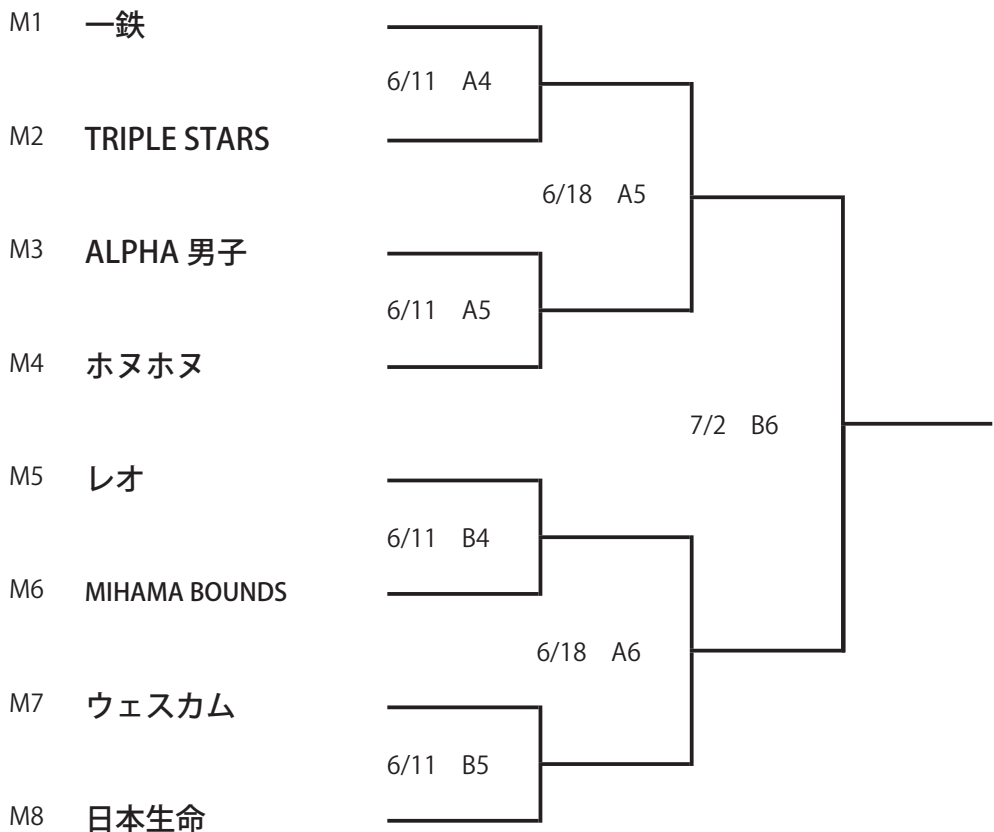 M1 一鉄
6/11 A4
M2 TRIPLE STARS
6/18 A5
M3 ALPHA 男子
6/11 A5
M4 ホヌホヌ
7/2 B6
M5 レオ
6/11 B4
M6 MIHAMA BOUNDS
6/18 A6
M7 ウェスカム
6/11 B5
M8 日本生命